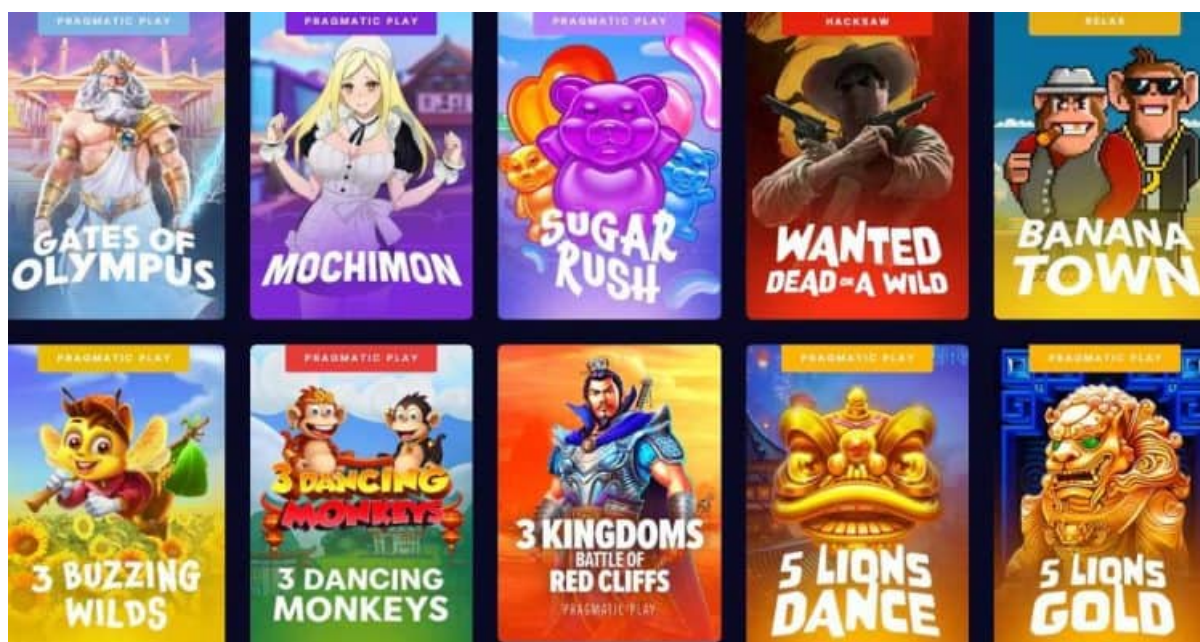 PRAGMATIC PLAY
GATES OF
OLYMPUS
PRAGMATIC PLAY
MOCHIMON
PRAGMATIC PLAY
SUGAR
RUSH
HACKSAW
WANTED
DEAD OR A WILD
RELAX
BANANA
TOWN
PRAGMATIC PLAY
3 BUZZING
WILDS
PRAGMATIC PLAY
3 DANCING
MONKEYS
3 DANCING
MONKEYS
3 KINGDOMS
BATTLE OF
RED CLIFFS
PRAGMATIC PLAY
PRAGMATIC PLAY
5 LIONS
DANCE
PRAGMATIC PLAY
5 LIONS
GOLD